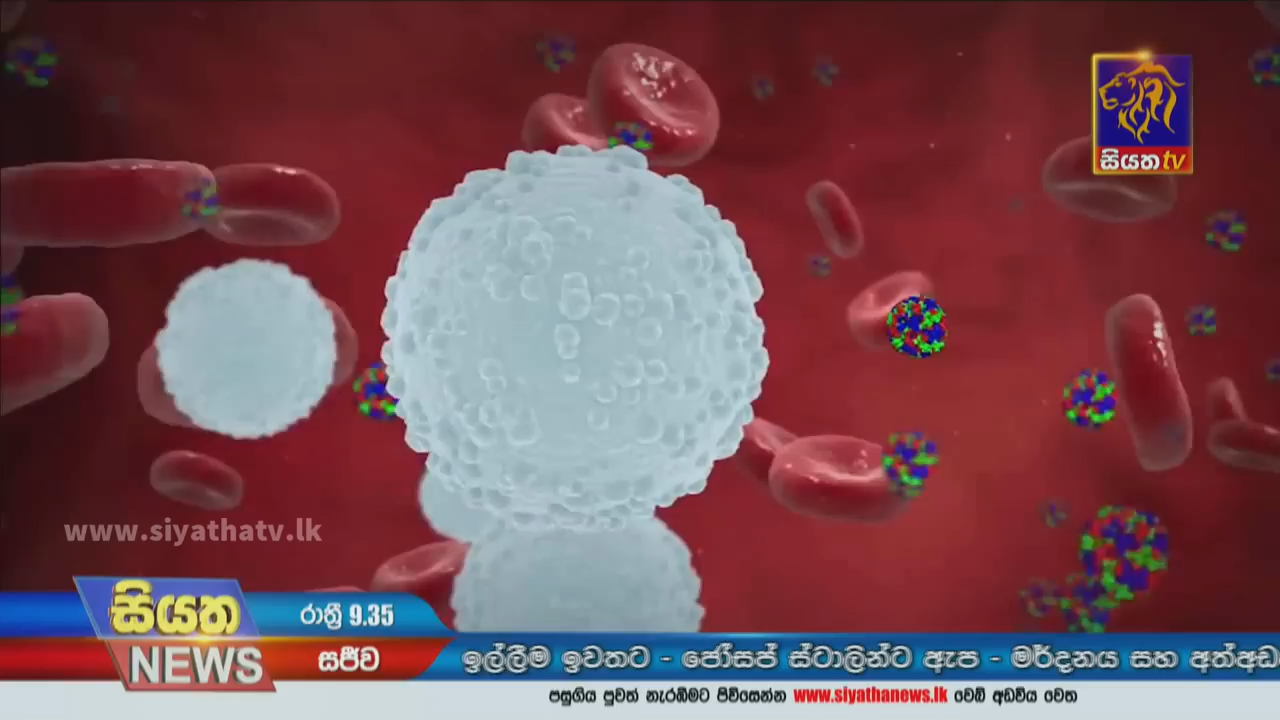 සියත tv
www.siyathatv.lk
සියත
NEWS
රාත්‍රී 9.35
සජීව
ඉල්ලීම ඉවතට - ජෝසප් ස්ටාලින්ට ඇප - මර්දනය සහ අත්අඩ
පසුගිය පුවත් නැරඹීමට පිවිසෙන්න www.siyathanews.lk වෙබ් අඩවිය වෙත